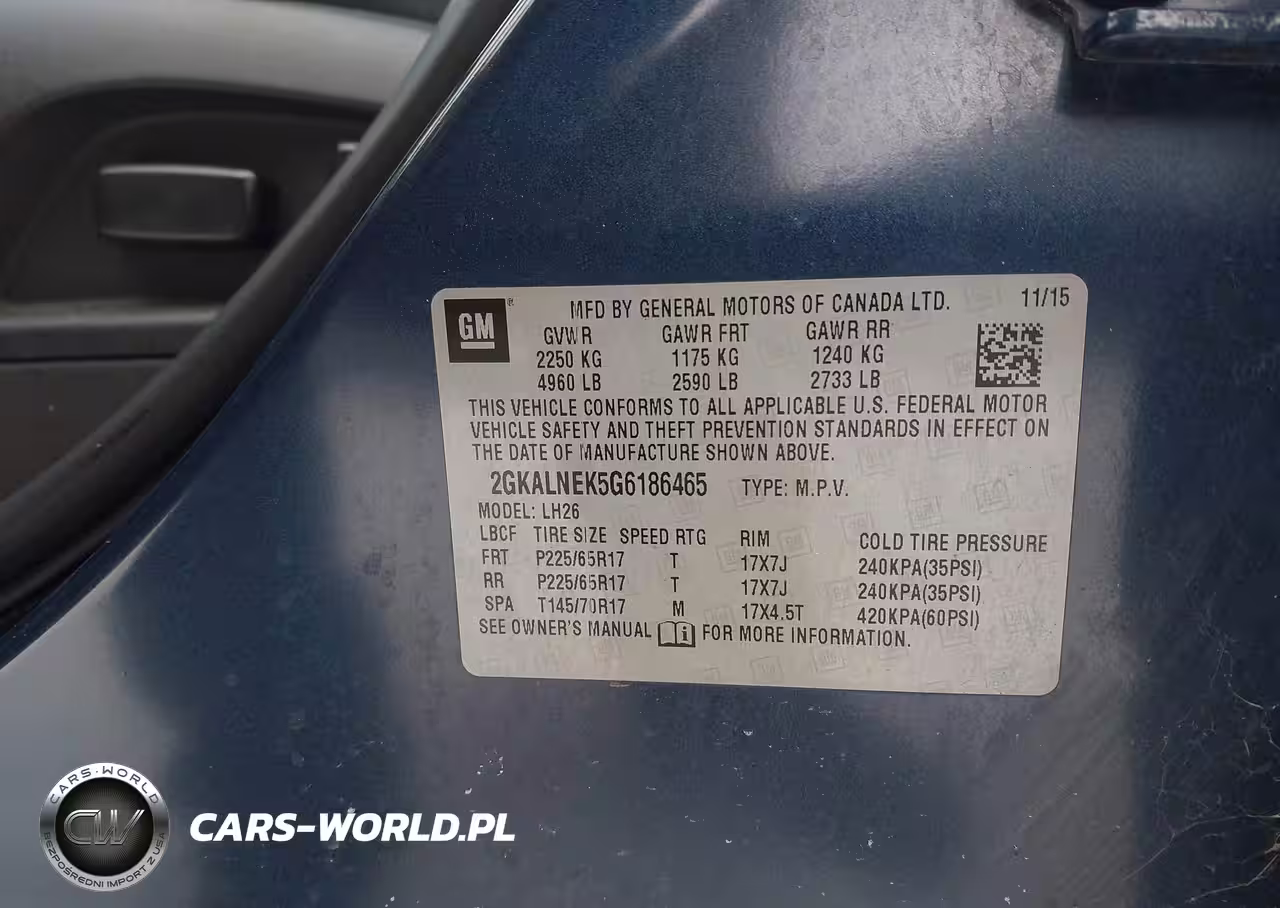 GM
MFD BY GENERAL MOTORS OF CANADA LTD. 11/15
GVWR GAWR FRT GAWR RR
2250 KG 1175 KG 1240 KG
4960 LB 2590 LB 2733 LB
THIS VEHICLE CONFORMS TO ALL APPLICABLE U.S. FEDERAL MOTOR
VEHICLE SAFETY AND THEFT PREVENTION STANDARDS IN EFFECT ON
THE DATE OF MANUFACTURE SHOWN ABOVE.
2GKALNEK5G6186465 TYPE: M.P.V.
MODEL: LH26
LBCF TIRE SIZE SPEED RTG RIM COLD TIRE PRESSURE
FRT P225/65R17 T 17X7J 240KPA(35PSI)
RR P225/65R17 T 17X7J 240KPA(35PSI)
SPA T145/70R17 M 17X4.5T 420KPA(60PSI)
SEE OWNER'S MANUAL FOR MORE INFORMATION.
CARS-WORLD
CW
BEZPOŚREDNI IMPORT Z USA
CARS-WORLD.PL